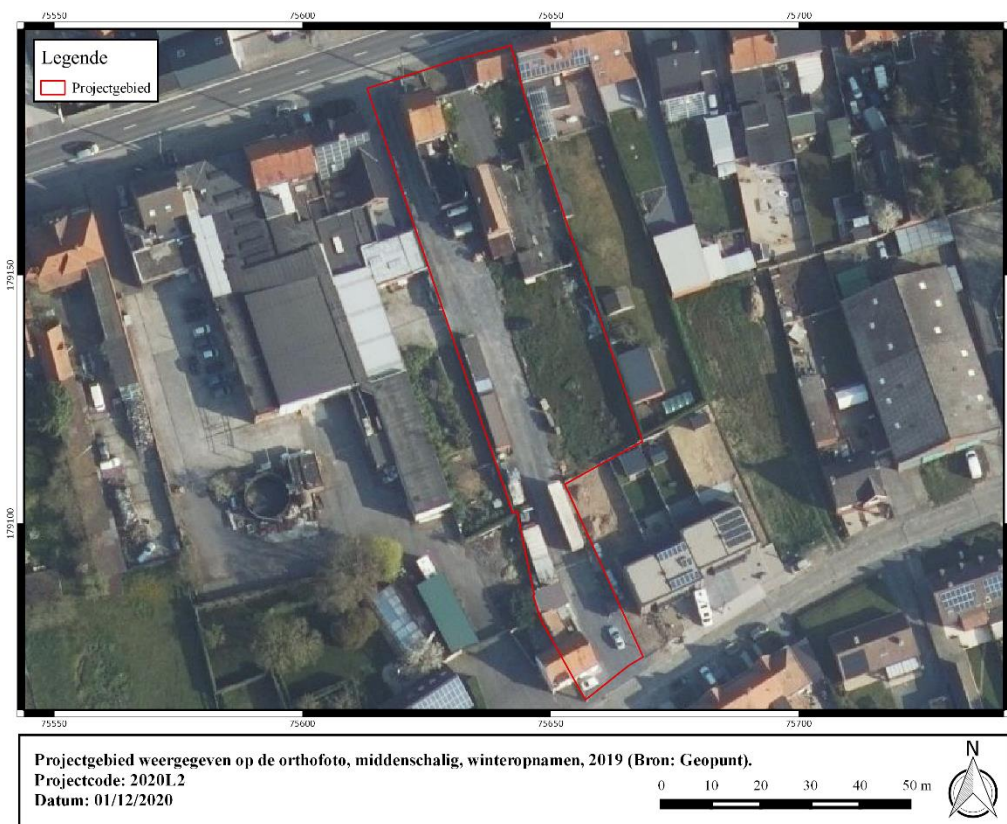 75550 75600 75650 75700
Legende
Projectgebied
179150
179100
75550 75600 75650 75700
Projectgebied weergegeven op de orthofoto, middenschalig, winteropnamen, 2019 (Bron: Geopunt).
Projectcode: 2020L2
Datum: 01/12/2020
N
0 10 20 30 40 50 m